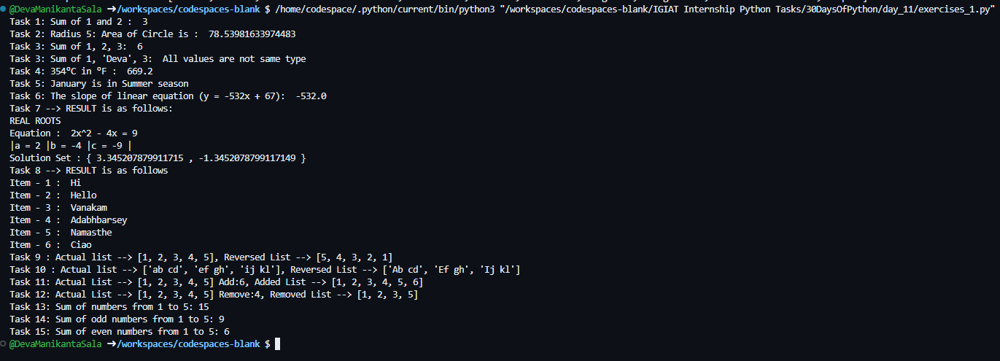 @DevaManikantaSala ➜/workspaces/codespaces-blank $ /home/codespace/.python/current/bin/python3 "/workspaces/codespaces-blank/IGIAT Internship Python Tasks/30DaysOfPython/day_11/exercises_1.py"
Task 1: Sum of 1 and 2 :  3
Task 2: Radius 5: Area of Circle is :  78.53981633974483
Task 3: Sum of 1, 2, 3:  6
Task 3: Sum of 1, 'Deva', 3:  All values are not same type
Task 4: 354°C in °F :  669.2
Task 5: January is in Summer season
Task 6: The slope of linear equation (y = -532x + 67):  -532.0
Task 7 --> RESULT is as follows:
REAL ROOTS
Equation :  2x^2 - 4x = 9
|a = 2 |b = -4 |c = -9 |
Solution Set : { 3.345207879911715 , -1.3452078799117149 }
Task 8 --> RESULT is as follows
Item - 1 :  Hi
Item - 2 :  Hello
Item - 3 :  Vanakam
Item - 4 :  Adabhbarsey
Item - 5 :  Namasthe
Item - 6 :  Ciao
Task 9 : Actual list --> [1, 2, 3, 4, 5], Reversed List --> [5, 4, 3, 2, 1]
Task 10 : Actual list --> ['ab cd', 'ef gh', 'ij kl'], Reversed List --> ['Ab cd', 'Ef gh', 'Ij kl']
Task 11: Actual List --> [1, 2, 3, 4, 5] Add:6, Added List --> [1, 2, 3, 4, 5, 6]
Task 12: Actual List --> [1, 2, 3, 4, 5] Remove:4, Removed List --> [1, 2, 3, 5]
Task 13: Sum of numbers from 1 to 5: 15
Task 14: Sum of odd numbers from 1 to 5: 9
Task 15: Sum of even numbers from 1 to 5: 6
@DevaManikantaSala ➜/workspaces/codespaces-blank $